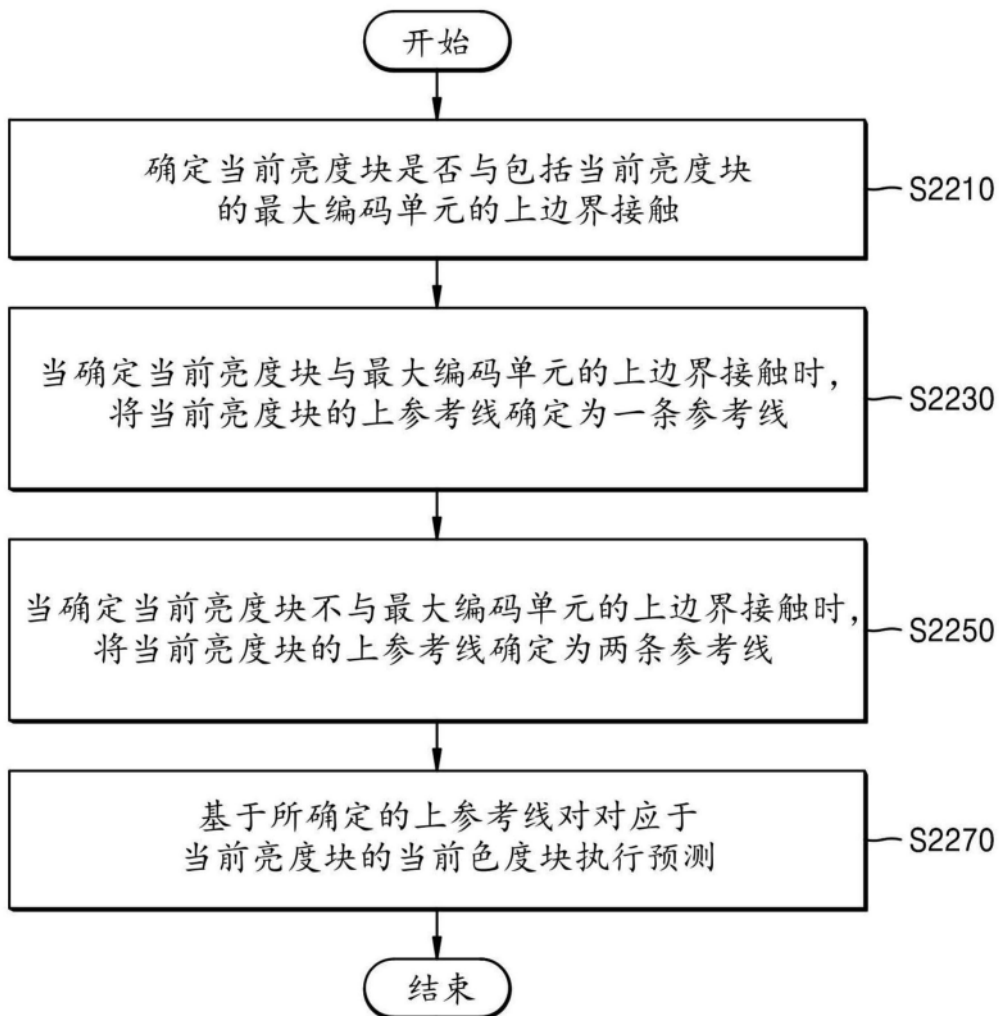 开始
确定当前亮度块是否与包括当前亮度块
的最大编码单元的上边界接触
S2210
当确定当前亮度块与最大编码单元的上边界接触时，
将当前亮度块的上参考线确定为一条参考线
S2230
当确定当前亮度块不与最大编码单元的上边界接触时，
将当前亮度块的上参考线确定为两条参考线
S2250
基于所确定的上参考线对对应于
当前亮度块的当前色度块执行预测
S2270
结束